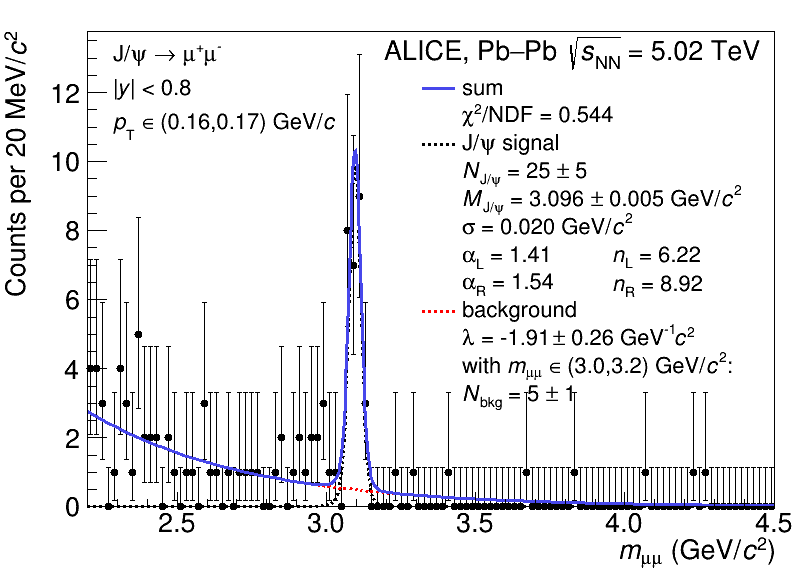 J/ψ → μ⁺μ⁻
|y| < 0.8
p_T ∈ (0.16,0.17) GeV/c
ALICE, Pb–Pb √s_NN = 5.02 TeV
sum
χ²/NDF = 0.544
J/ψ signal
N_J/ψ = 25 ± 5
M_J/ψ = 3.096 ± 0.005 GeV/c²
σ = 0.020 GeV/c²
α_L = 1.41 n_L = 6.22
α_R = 1.54 n_R = 8.92
background
λ = -1.91 ± 0.26 GeV⁻¹c²
with m_μμ ∈ (3.0,3.2) GeV/c²:
N_bkg = 5 ± 1
Counts per 20 MeV/c²
12
10
8
6
4
2
0
2.5 3.0 3.5 4.0 4.5
m_μμ (GeV/c²)